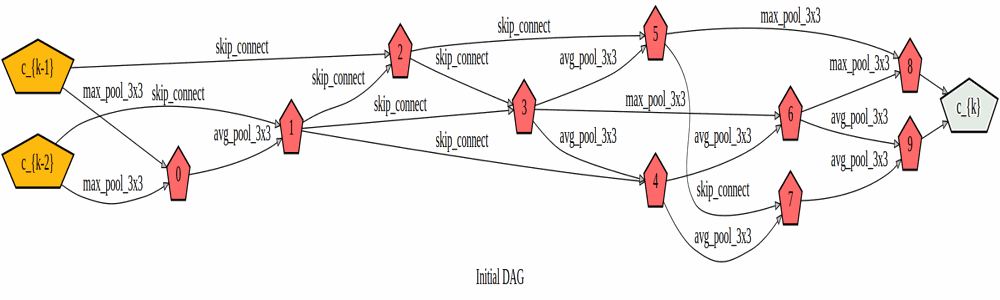 c_{k-1}
c_{k-2}
skip_connect
max_pool_3x3
skip_connect
max_pool_3x3
0
avg_pool_3x3
1
skip_connect
skip_connect
skip_connect
2
skip_connect
skip_connect
3
avg_pool_3x3
max_pool_3x3
avg_pool_3x3
4
avg_pool_3x3
avg_pool_3x3
5
max_pool_3x3
skip_connect
6
max_pool_3x3
avg_pool_3x3
7
avg_pool_3x3
8
9
c_{k}
Initial DAG